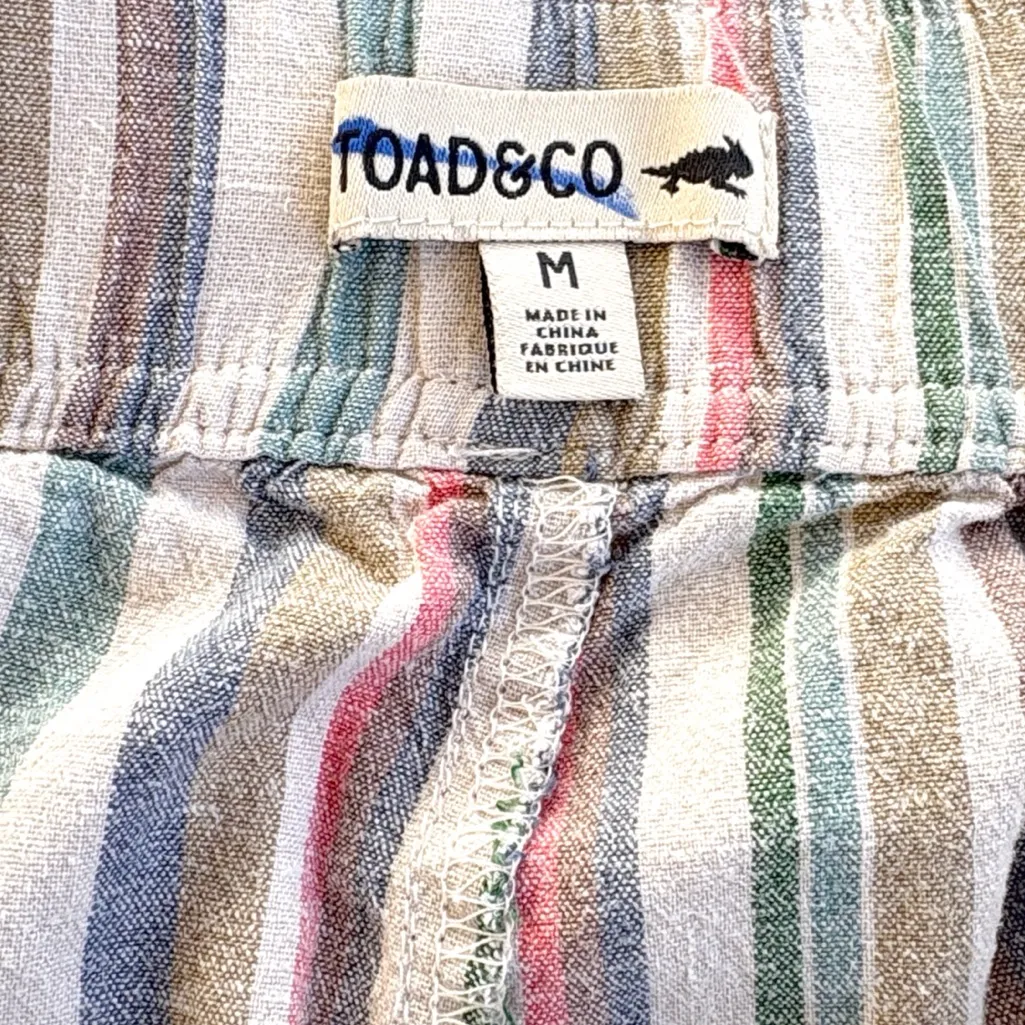 TOAD&CO
M
MADE IN
CHINA
FABRIQUE
EN CHINE